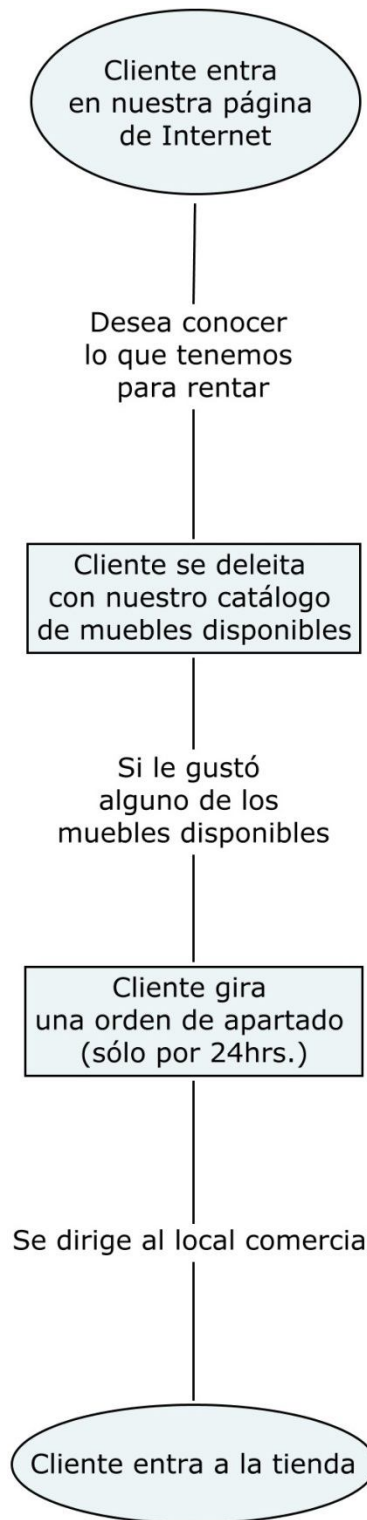 Cliente entra
en nuestra página
de Internet
Desea conocer
lo que tenemos
para rentar
Cliente se deleita
con nuestro catálogo
de muebles disponibles
Si le gustó
alguno de los
muebles disponibles
Cliente gira
una orden de apartado
(sólo por 24hrs.)
Se dirige al local comercia
Cliente entra a la tienda